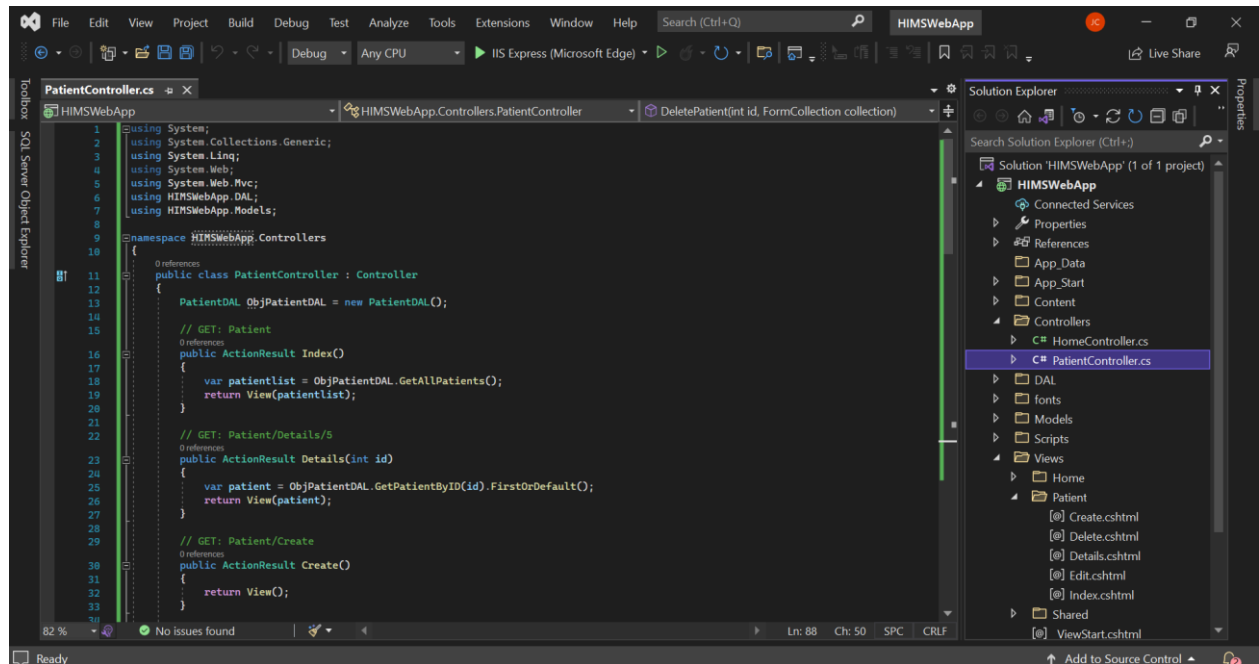 File Edit View Project Build Debug Test Analyze Tools Extensions Window Help Search (Ctrl+Q) HIMSWebApp JC
Debug Any CPU IIS Express (Microsoft Edge) Live Share
Toolbox
SQL Server Object Explorer
PatientController.cs
HIMSWebApp HIMSWebApp.Controllers.PatientController DeletePatient(int id, FormCollection collection)
1 using System;
2 using System.Collections.Generic;
3 using System.Linq;
4 using System.Web;
5 using System.Web.Mvc;
6 using HIMSWebApp.DAL;
7 using HIMSWebApp.Models;
8
9 namespace HIMSWebApp.Controllers
10 {
0 references
11 public class PatientController : Controller
12 {
13 PatientDAL ObjPatientDAL = new PatientDAL();
14
15 // GET: Patient
0 references
16 public ActionResult Index()
17 {
18 var patientlist = ObjPatientDAL.GetAllPatients();
19 return View(patientlist);
20 }
21
22 // GET: Patient/Details/5
0 references
23 public ActionResult Details(int id)
24 {
25 var patient = ObjPatientDAL.GetPatientByID(id).FirstOrDefault();
26 return View(patient);
27 }
28
29 // GET: Patient/Create
0 references
30 public ActionResult Create()
31 {
32 return View();
33 }
34
82 % No issues found Ln: 88 Ch: 50 SPC CRLF
Solution Explorer
Search Solution Explorer (Ctrl+;)
Solution 'HIMSWebApp' (1 of 1 project)
HIMSWebApp
Connected Services
Properties
References
App_Data
App_Start
Content
Controllers
C# HomeController.cs
C# PatientController.cs
DAL
fonts
Models
Scripts
Views
Home
Patient
[@] Create.cshtml
[@] Delete.cshtml
[@] Details.cshtml
[@] Edit.cshtml
[@] Index.cshtml
Shared
[@] _ViewStart.cshtml
Properties
Ready Add to Source Control